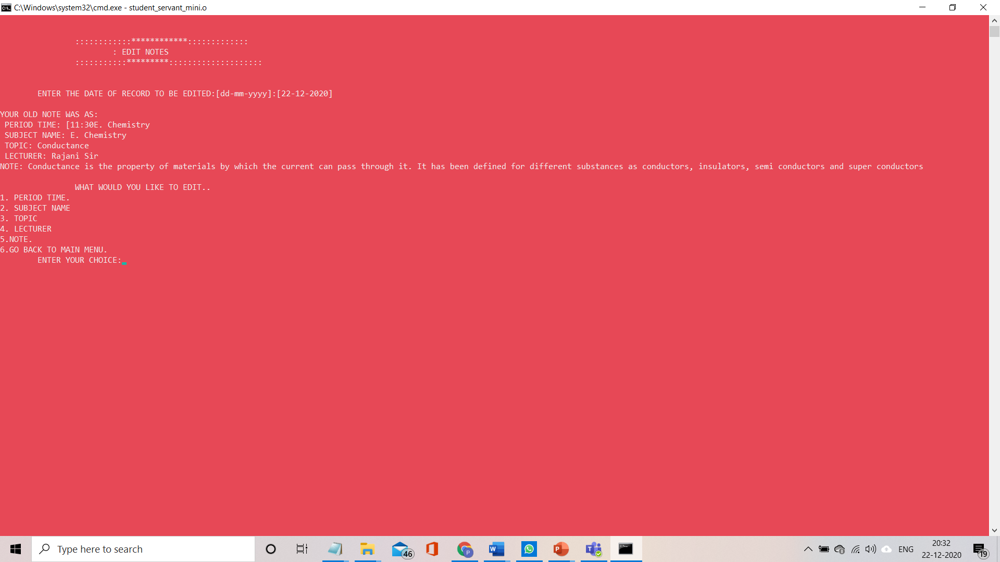 C:\Windows\system32\cmd.exe - student_servant_mini.o
::::::::::::************:::::::::::::
: EDIT NOTES
:::::::::::*********::::::::::::::::::::
ENTER THE DATE OF RECORD TO BE EDITED:[dd-mm-yyyy]:[22-12-2020]
YOUR OLD NOTE WAS AS:
PERIOD TIME: [11:30E. Chemistry
SUBJECT NAME: E. Chemistry
TOPIC: Conductance
LECTURER: Rajani Sir
NOTE: Conductance is the property of materials by which the current can pass through it. It has been defined for different substances as conductors, insulators, semi conductors and super conductors
WHAT WOULD YOU LIKE TO EDIT..
1. PERIOD TIME.
2. SUBJECT NAME
3. TOPIC
4. LECTURER
5.NOTE.
6.GO BACK TO MAIN MENU.
ENTER YOUR CHOICE:
Type here to search
46
P
W
P
T
ENG
20:32
22-12-2020
19